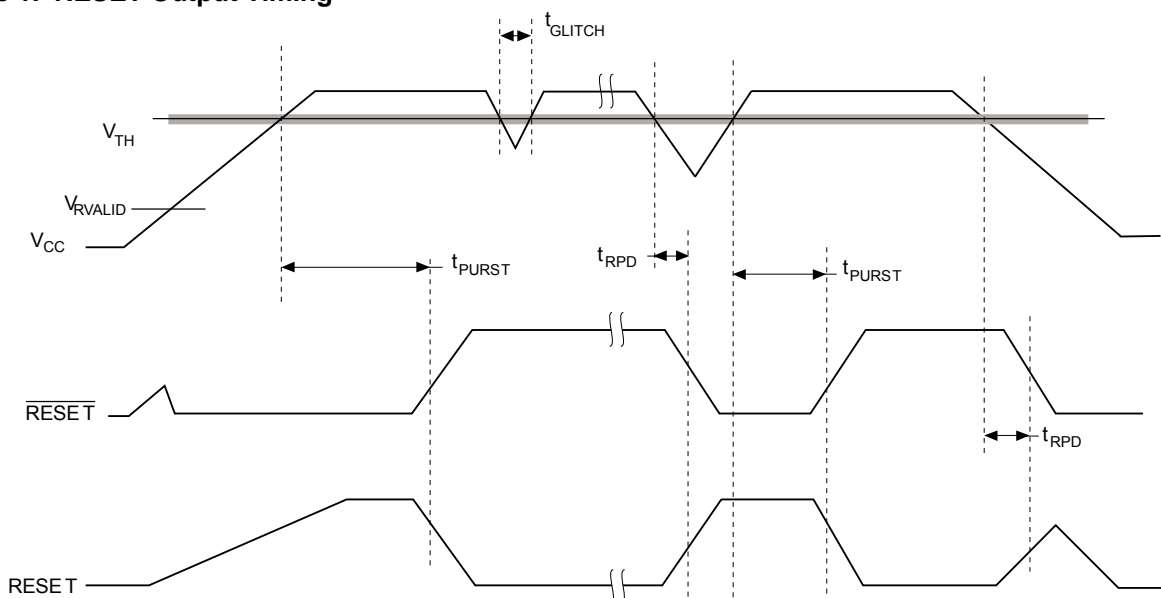 RESET Output Timing
tGLITCH
VTH
VRVALID
VCC
tPURST
tRPD
tPURST
RESET
tRPD
RESET